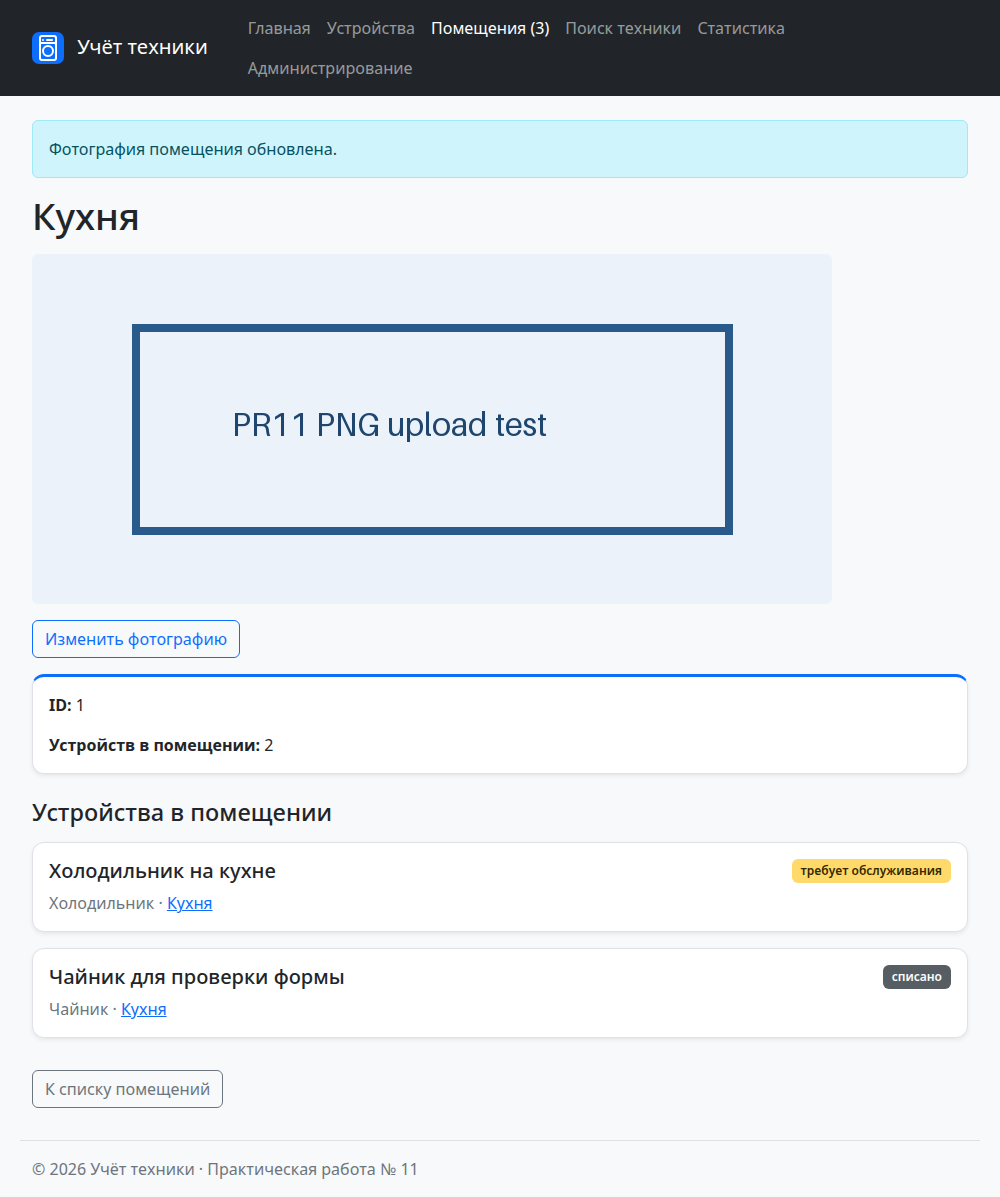 Учёт техники
Главная Устройства Помещения (3) Поиск техники Статистика
Администрирование
Фотография помещения обновлена.
Кухня
PR11 PNG upload test
Изменить фотографию
ID: 1
Устройств в помещении: 2
Устройства в помещении
Холодильник на кухне
требует обслуживания
Холодильник · Кухня
Чайник для проверки формы
списано
Чайник · Кухня
К списку помещений
© 2026 Учёт техники · Практическая работа № 11